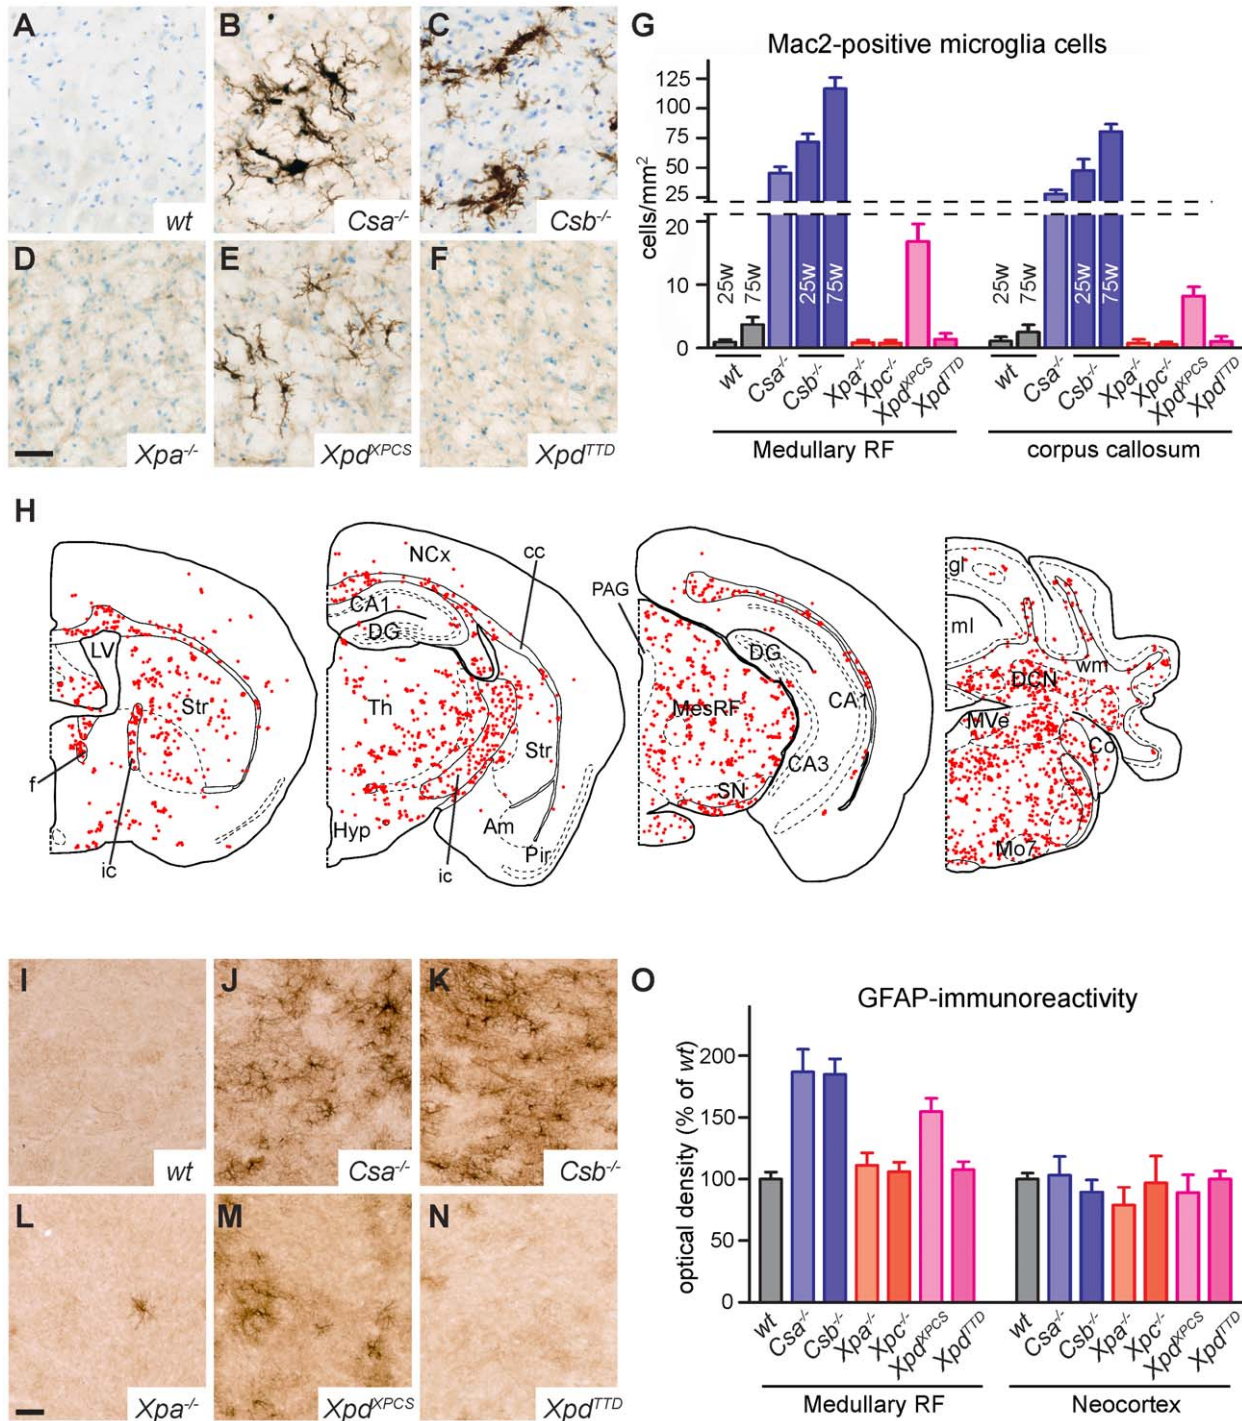 A
B
C
wt
Csa-/-
Csb-/-
D
E
F
Xpa-/-
XpdXPCS
XpdTTD
G
Mac2-positive microglia cells
cells/mm2
125
100
75
50
25
20
10
0
25w
75w
25w
75w
25w
75w
25w
75w
wt
Csa-/-
Csb-/-
Xpa-/-
Xpc-/-
XpdXPCS
XpdTTD
wt
Csa-/-
Csb-/-
Xpa-/-
Xpc-/-
XpdXPCS
XpdTTD
Medullary RF
corpus callosum
H
LV
Str
f
ic
NCx
cc
CA1
DG
Th
Str
Hyp
Am
Pir
ic
PAG
DG
MesRF
CA1
CA3
SN
gl
ml
wm
DCN
MVe
Co
Mo7
I
J
K
wt
Csa-/-
Csb-/-
L
M
N
Xpa-/-
XpdXPCS
XpdTTD
O
GFAP-immunoreactivity
optical density (% of wt)
200
150
100
50
0
wt
Csa-/-
Csb-/-
Xpa-/-
Xpc-/-
XpdXPCS
XpdTTD
wt
Csa-/-
Csb-/-
Xpa-/-
Xpc-/-
XpdXPCS
XpdTTD
Medullary RF
Neocortex